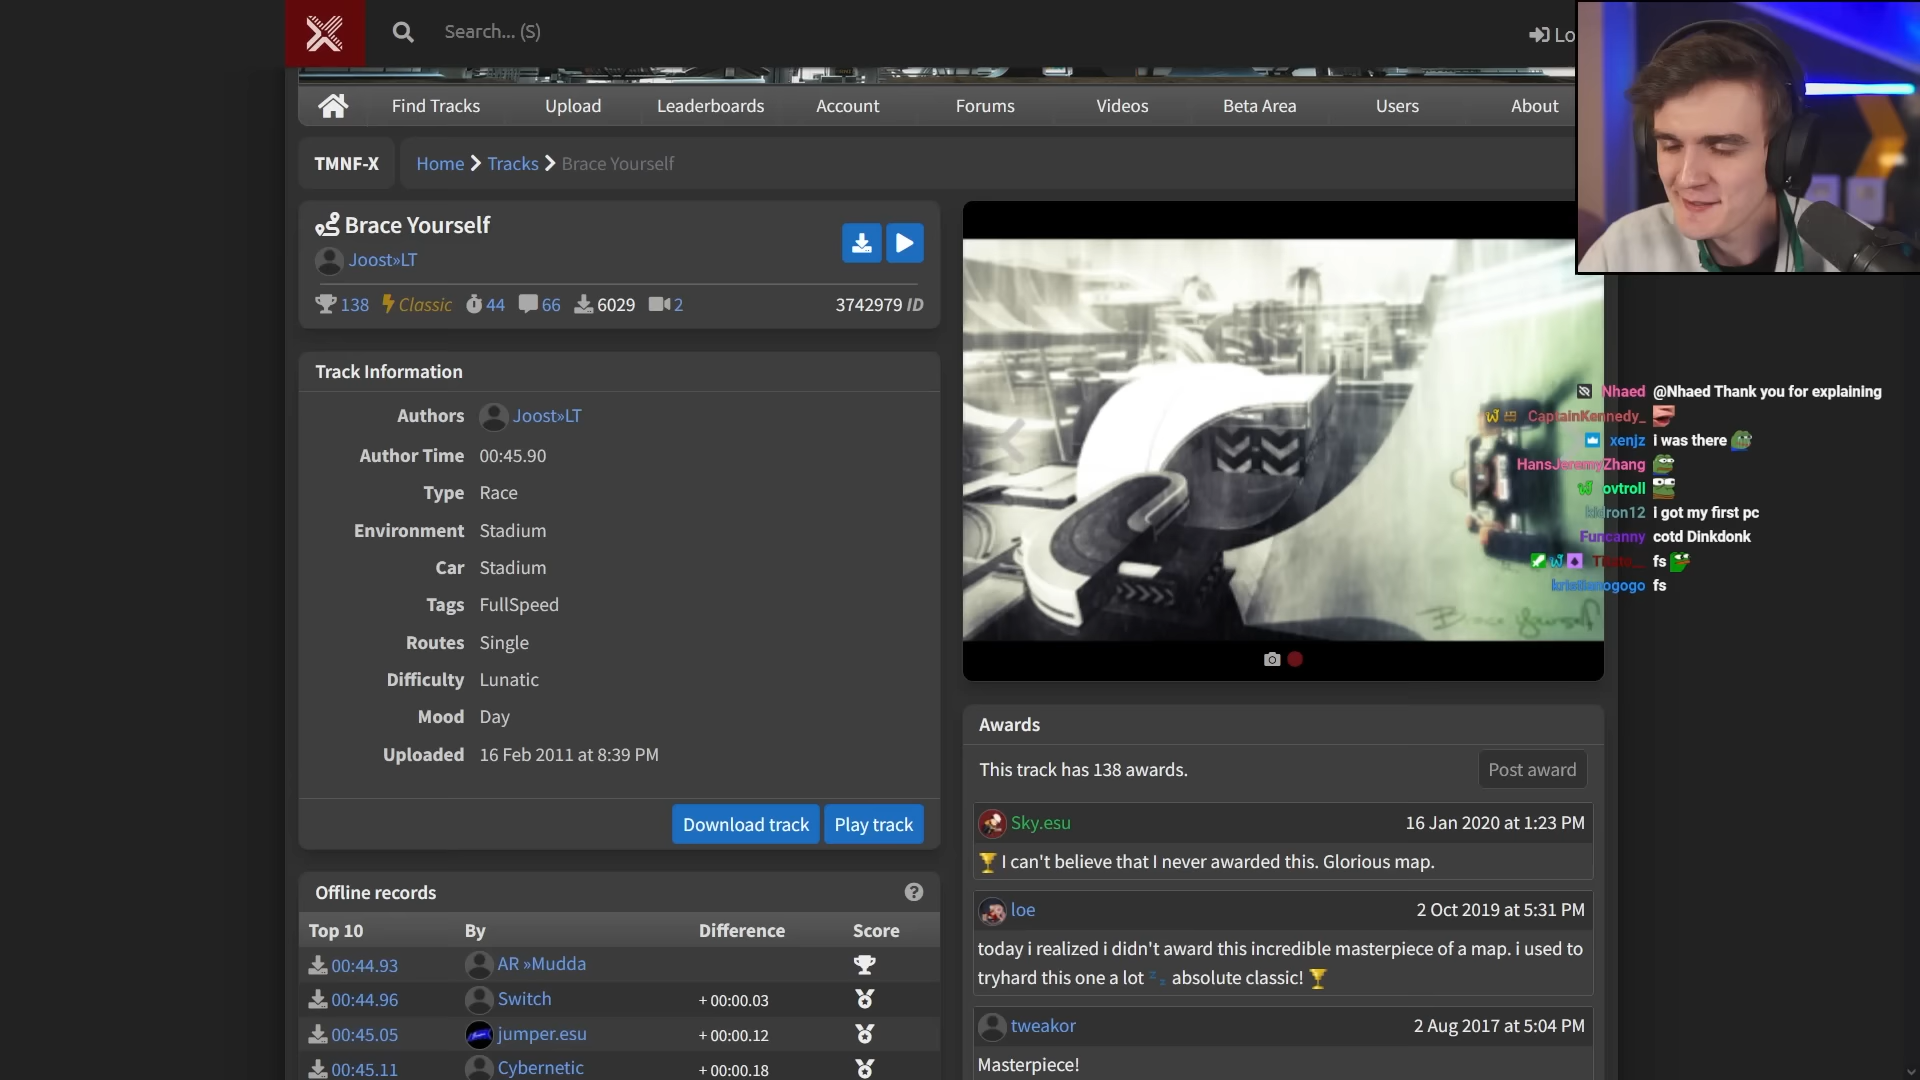 Search... (S)
Lo
Find Tracks
Upload
Leaderboards
Account
Forums
Videos
Beta Area
Users
About
TMNF-X
Home
Tracks
Brace Yourself
Brace Yourself
Joost»LT
138
Classic
44
66
6029
2
3742979 ID
Track Information
Authors Joost»LT
Author Time 00:45.90
Type Race
Environment Stadium
Car Stadium
Tags FullSpeed
Routes Single
Difficulty Lunatic
Mood Day
Uploaded 16 Feb 2011 at 8:39 PM
Download track
Play track
Offline records
Top 10 By Difference Score
00:44.93 AR »Mudda
00:44.96 Switch + 00:00.03
00:45.05 jumper.esu + 00:00.12
00:45.11 Cybernetic + 00:00.18
Brace Yourself
Nhaed @Nhaed Thank you for explaining
CaptainKennedy_
xenjz i was there
HansJeremyZhang
ovtroll
i got my first pc
Funcanny cotd Dinkdonk
fs
fs
Awards
This track has 138 awards.
Post award
Sky.esu 16 Jan 2020 at 1:23 PM
I can't believe that I never awarded this. Glorious map.
loe 2 Oct 2019 at 5:31 PM
today i realized i didn't award this incredible masterpiece of a map. i used to
tryhard this one a lot absolute classic!
tweakor 2 Aug 2017 at 5:04 PM
Masterpiece!